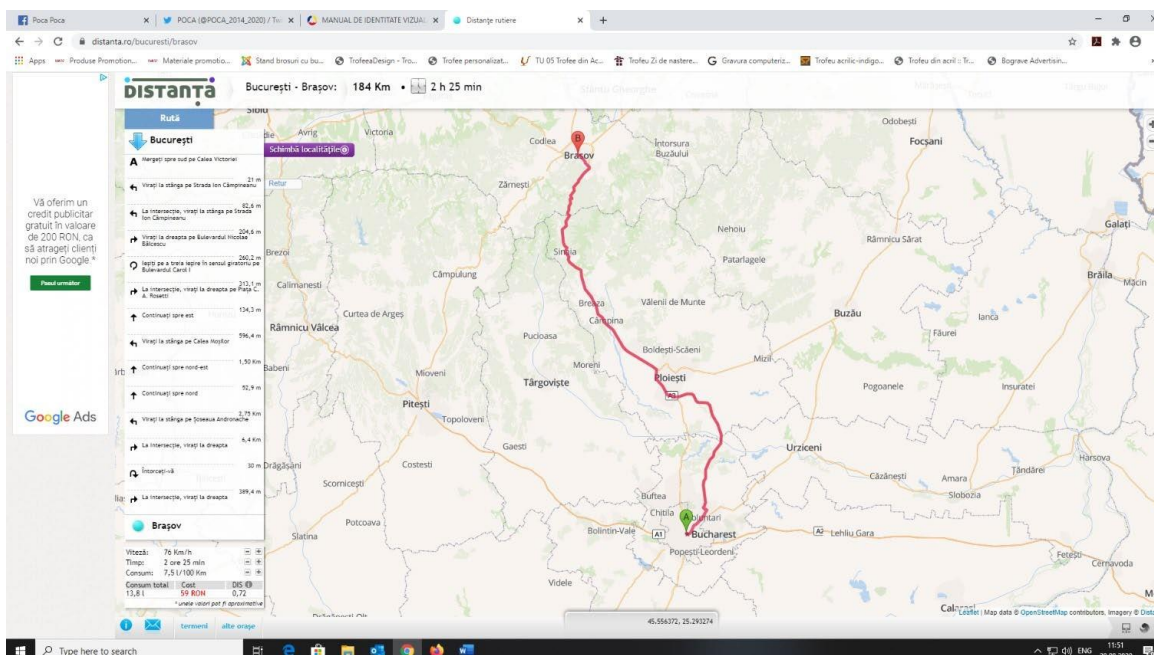 Poca Poca
POCA (@POCA_2014_2020) / Tw
MANUAL DE IDENTITATE VIZUAL
Distanțe rutiere
distanta.ro/bucuresti/brasov
Apps
Produse Promotion...
Materiale promotio...
Stand brosuri cu bu...
TrofeeaDesign - Tro...
Trofee personalizat...
TU 05 Trofee din Ac...
Trofeu Zi de nastere...
Gravura computeriz...
Trofeu acrilic-indigo...
Trofeu din acril :: Tr...
Bograve Advertisin...
DISTANȚA
București - Brașov: 184 Km • 2 h 25 min
Rută
București
A Mergeți spre sud pe Calea Victoriei
21 m
Virați la stânga pe Strada Ion Câmpineanu
82,6 m
La intersecție, virați la stânga pe Strada
Ion Câmpineanu
204,6 m
Virați la dreapta pe Bulevardul Nicolae
Bălcescu
260,2 m
Ieșiți pe a treia ieșire în sensul giratoriu pe
Bulevardul Carol I
213,1 m
La intersecție, virați la dreapta pe Piața C.
A. Rosetti
134,3 m
Continuați spre est
596,4 m
Virați la stânga pe Calea Moșilor
1,50 Km
Continuați spre nord-est
52,9 m
Continuați spre nord
3,75 Km
Virați la stânga pe Șoseaua Andronache
6,4 Km
La intersecție, virați la dreapta
30 m
Întorceți-vă
389,4 m
La intersecție, virați la dreapta
Brașov
Viteză: 76 Km/h
Timp: 2 ore 25 min
Consum: 7,5 l/100 Km
Consum total Cost DIS
13,8 l 59 RON 0,72
* unele valori pot fi aproximative
termeni
alte orașe
Schimbă localitățile
Retur
Vă oferim un
credit publicitar
gratuit în valoare
de 200 RON, ca
să atrageți clienți
noi prin Google.*
Pasul următor
Google Ads
Sibiu
Avrig
Victoria
Codlea
B
Brașov
Întorsura
Buzăului
Odobești
Focșani
Zărnești
Galați
Nehoiu
Râmnicu Sărat
Brezoi
Sinaia
Patarlagele
Câmpulung
Brăila
Măcin
Calimanesti
Breaza
Vălenii de Munte
Curtea de Argeș
Câmpina
Buzău
Ianca
Râmnicu Vâlcea
Pucioasa
Făurei
Boldești-Scăeni
Mizil
Babeni
Moreni
Mioveni
Târgoviște
Ploiești
Pogoanele
Insuratei
A3
Pitești
Topoloveni
Gaesti
Urziceni
Harsova
Drăgășani
Costesti
Țăndărei
Căzănești
Amara
Scornicești
Buftea
Slobozia
Chitila
A
Voluntari
Potcoava
Bolintin-Vale
A1
Bucharest
A2
Lehliu Gara
Slatina
Popești-Leordeni
Fetești
Cernavoda
Videle
Drăgănești-Olt
45.556372, 25.293274
Leaflet | Map data © OpenStreetMap contributors, Imagery ©
Type here to search
ENG
11:51